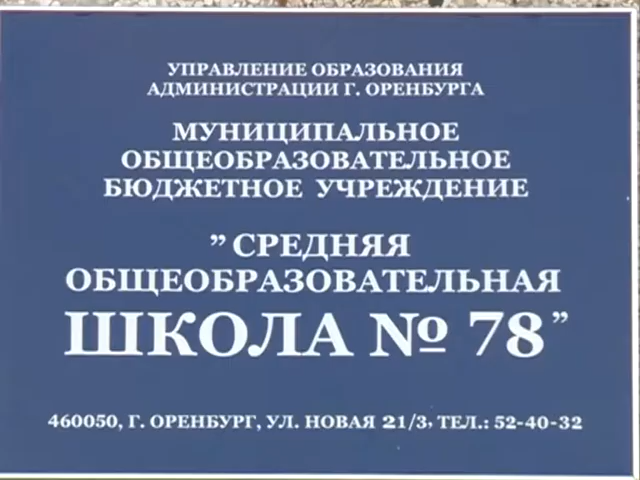 УПРАВЛЕНИЕ ОБРАЗОВАНИЯ
АДМИНИСТРАЦИИ Г. ОРЕНБУРГА
МУНИЦИПАЛЬНОЕ
ОБЩЕОБРАЗОВАТЕЛЬНОЕ
БЮДЖЕТНОЕ УЧРЕЖДЕНИЕ
”СРЕДНЯЯ
ОБЩЕОБРАЗОВАТЕЛЬНАЯ
ШКОЛА № 78”
460050, Г. ОРЕНБУРГ, УЛ. НОВАЯ 21/3, ТЕЛ.: 52-40-32